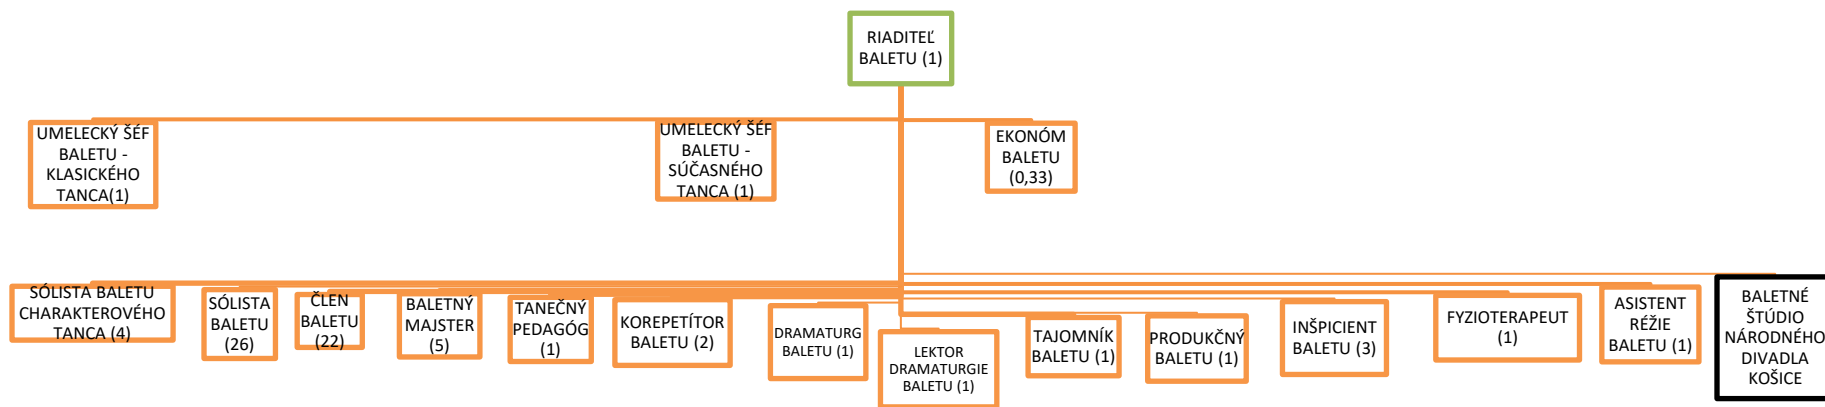 RIADITEĽ
BALETU (1)
UMELECKÝ ŠÉF
BALETU -
KLASICKÉHO
TANCA(1)
UMELECKÝ ŠÉF
BALETU -
SÚČASNÉHO
TANCA (1)
EKONÓM
BALETU
(0,33)
SÓLISTA BALETU
CHARAKTEROVÉHO
TANCA (4)
SÓLISTA
BALETU
(26)
ČLEN
BALETU
(22)
BALETNÝ
MAJSTER
(5)
TANEČNÝ
PEDAGÓG
(1)
KOREPETÍTOR
BALETU (2)
DRAMATURG
BALETU (1)
LEKTOR
DRAMATURGIE
BALETU (1)
TAJOMNÍK
BALETU (1)
PRODUKČNÝ
BALETU (1)
INŠPICIENT
BALETU (3)
FYZIOTERAPEUT
(1)
ASISTENT
RÉŽIE
BALETU (1)
BALETNÉ
ŠTÚDIO
NÁRODNÉHO
DIVADLA
KOŠICE